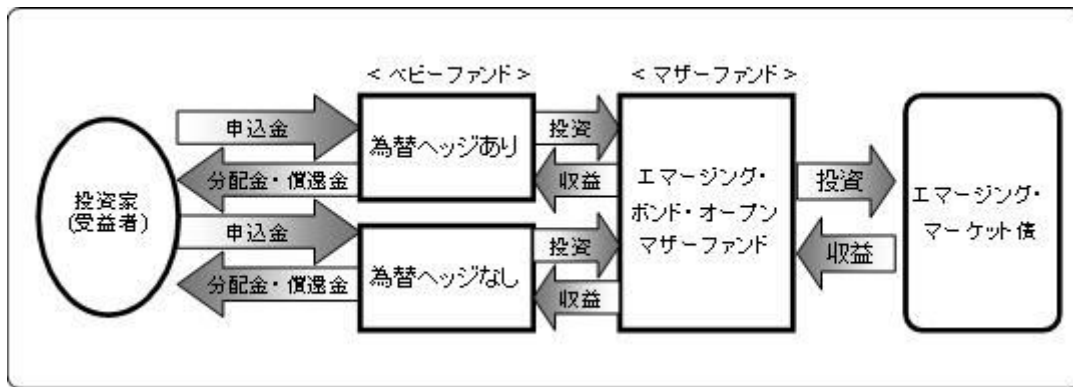 <ベビーファンド>
<マザーファンド>
申込金
為替ヘッジあり
投資
分配金・償還金
収益
投資家
(受益者)
申込金
為替ヘッジなし
投資
分配金・償還金
収益
エマージング・
ボンド・オープン
マザーファンド
投資
収益
エマージング・
マーケット債